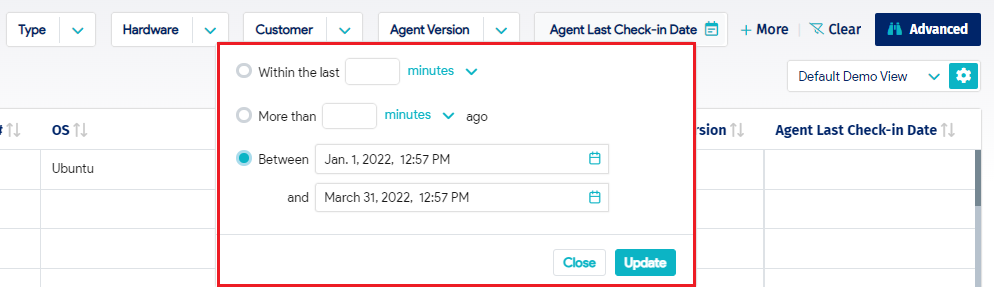 Type Hardware Customer Agent Version Agent Last Check-in Date + More Clear Advanced
Within the last minutes
Default Demo View
More than minutes ago
# OS rsion Agent Last Check-in Date
Between Jan. 1, 2022, 12:57 PM
Ubuntu
and March 31, 2022, 12:57 PM
Close Update